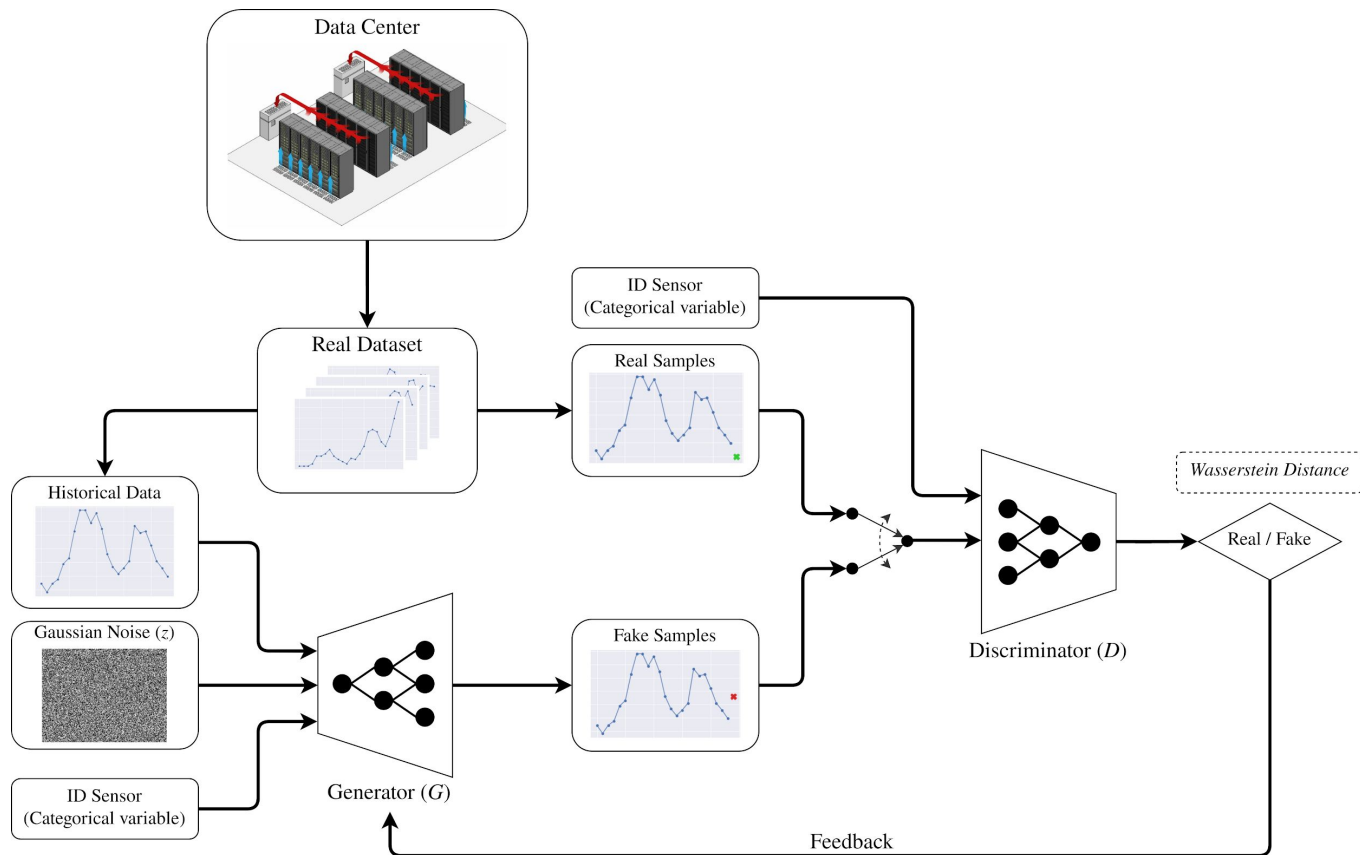 Data Center
ID Sensor
(Categorical variable)
Real Dataset
Real Samples
Historical Data
Wasserstein Distance
Real / Fake
Gaussian Noise (z)
Fake Samples
Discriminator (D)
ID Sensor
(Categorical variable)
Generator (G)
Feedback